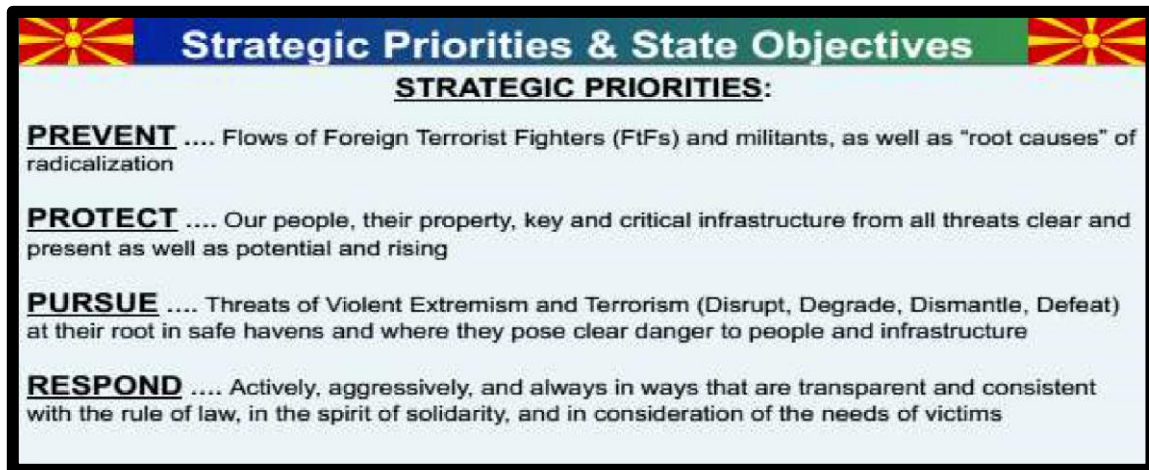 Strategic Priorities & State Objectives
STRATEGIC PRIORITIES:
PREVENT .... Flows of Foreign Terrorist Fighters (FtFs) and militants, as well as “root causes” of
radicalization
PROTECT .... Our people, their property, key and critical infrastructure from all threats clear and
present as well as potential and rising
PURSUE .... Threats of Violent Extremism and Terrorism (Disrupt, Degrade, Dismantle, Defeat)
at their root in safe havens and where they pose clear danger to people and infrastructure
RESPOND .... Actively, aggressively, and always in ways that are transparent and consistent
with the rule of law, in the spirit of solidarity, and in consideration of the needs of victims